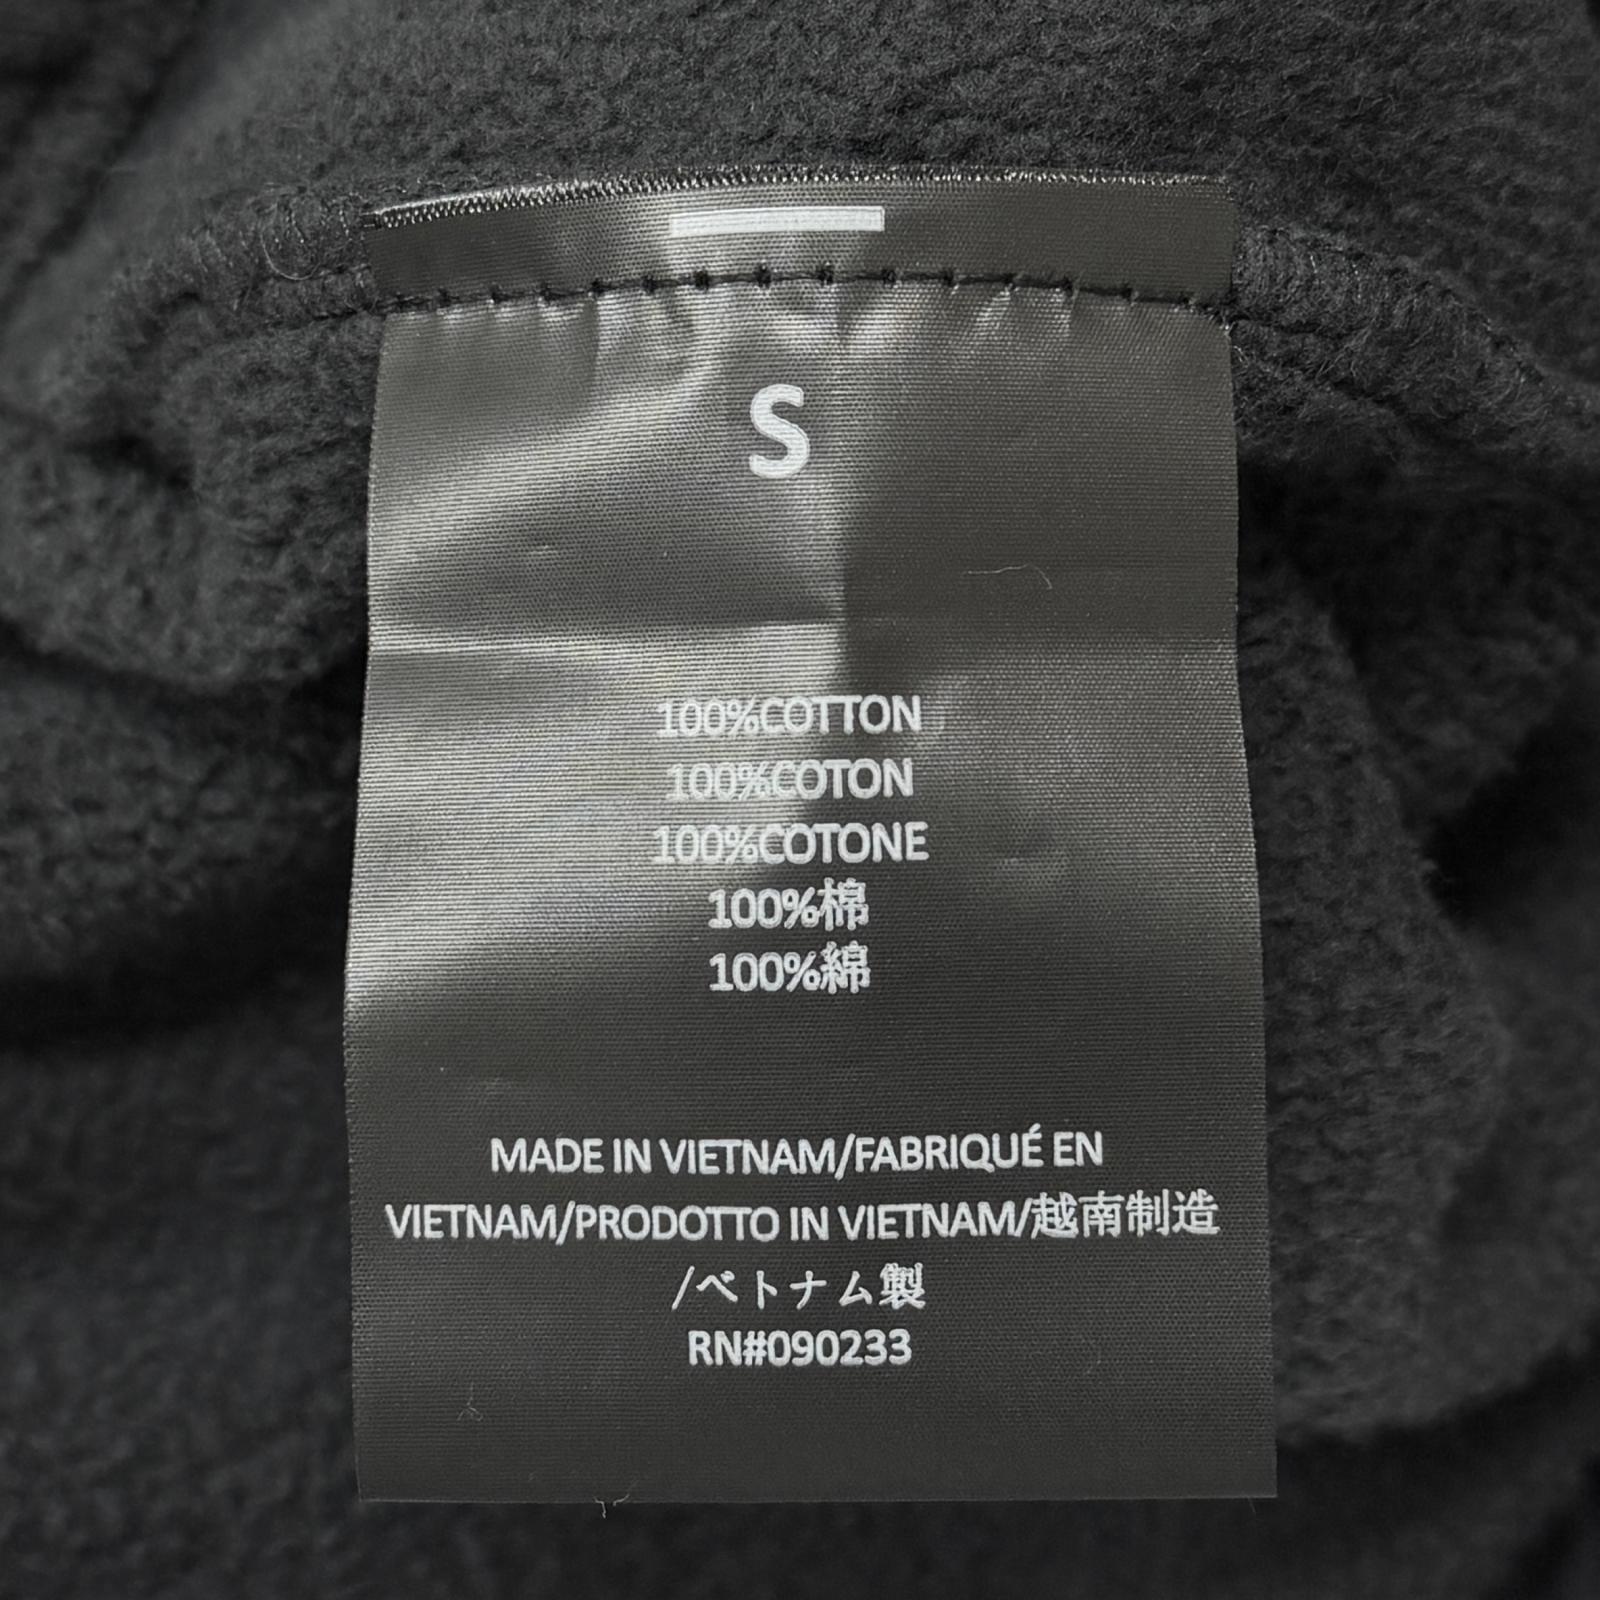 S
100%COTTON
100%COTON
100%COTONE
100%棉
100%綿
MADE IN VIETNAM/FABRIQUÉ EN
VIETNAM/PRODOTTO IN VIETNAM/越南制造
/ベトナム製
RN#090233